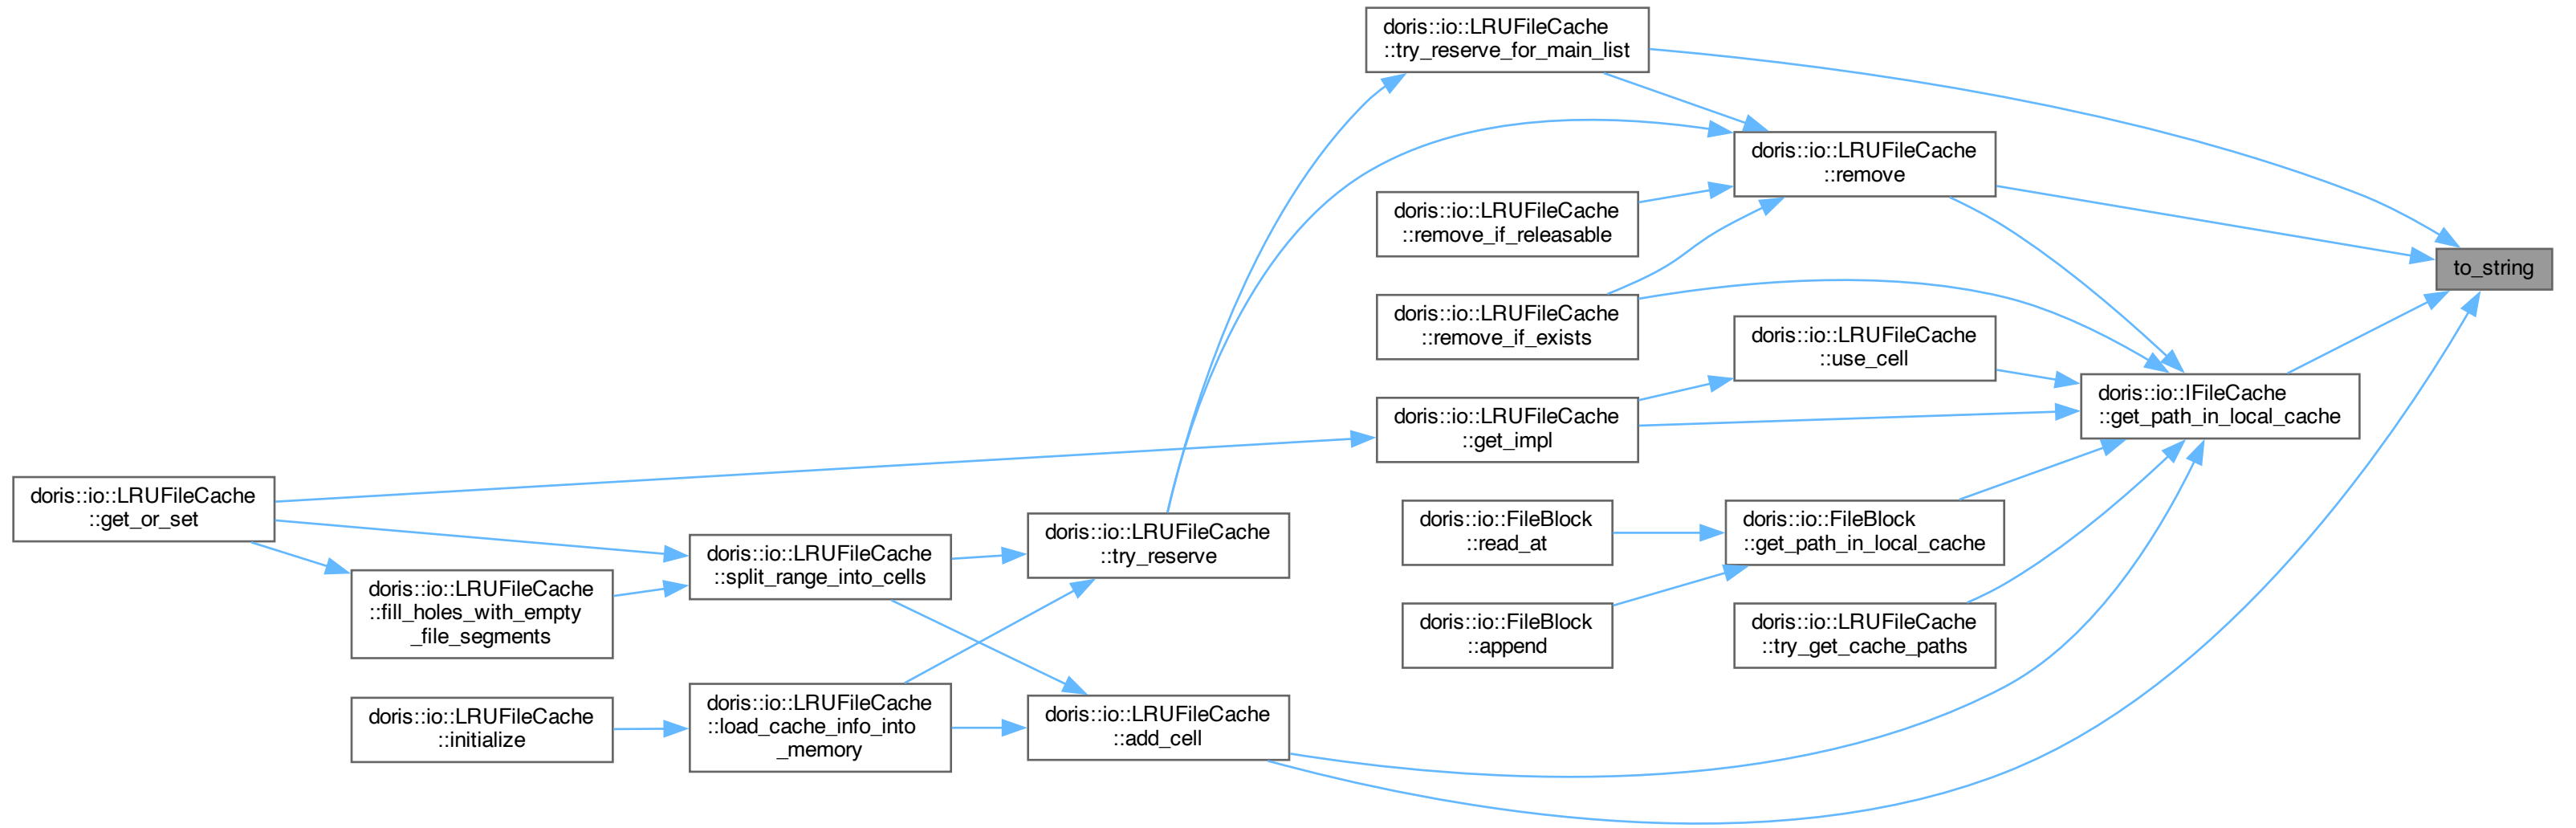 doris::io::LRUFileCache
::try_reserve_for_main_list
doris::io::LRUFileCache
::remove
doris::io::LRUFileCache
::remove_if_releasable
to_string
doris::io::LRUFileCache
::remove_if_exists
doris::io::LRUFileCache
::use_cell
doris::io::IFileCache
::get_path_in_local_cache
doris::io::LRUFileCache
::get_impl
doris::io::LRUFileCache
::get_or_set
doris::io::FileBlock
::read_at
doris::io::FileBlock
::get_path_in_local_cache
doris::io::LRUFileCache
::try_reserve
doris::io::LRUFileCache
::split_range_into_cells
doris::io::LRUFileCache
::fill_holes_with_empty
_file_segments
doris::io::FileBlock
::append
doris::io::LRUFileCache
::try_get_cache_paths
doris::io::LRUFileCache
::initialize
doris::io::LRUFileCache
::load_cache_info_into
_memory
doris::io::LRUFileCache
::add_cell